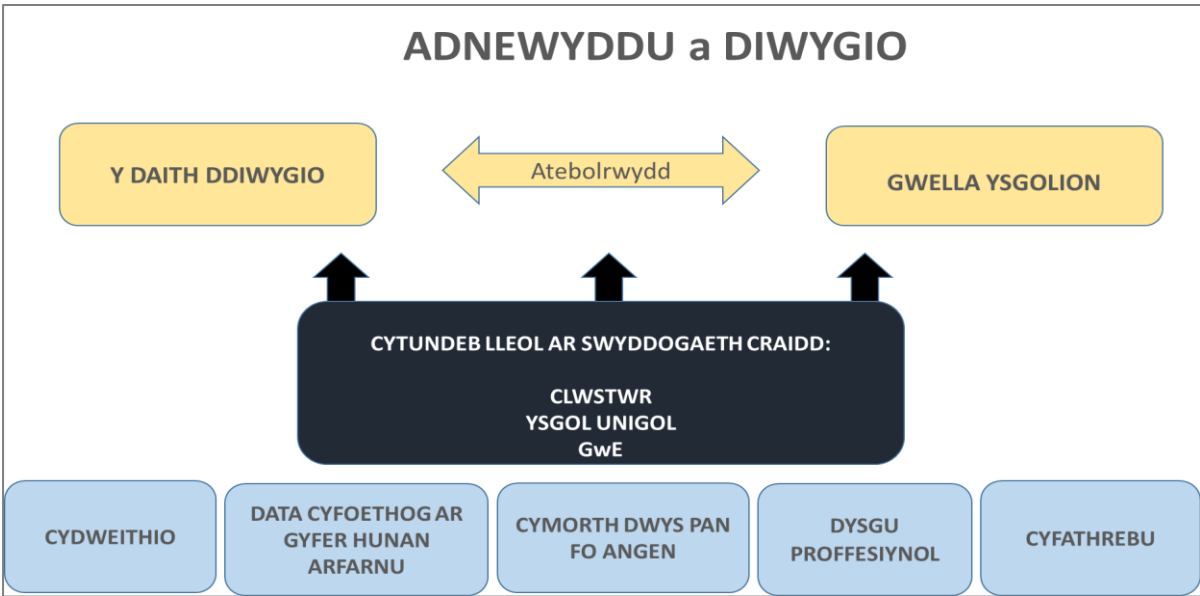 ADNEWYDDU a DIWYGIO
Y DAITH DDIWYGIO
Atebolrwydd
GWELLA YSGOLION
CYTUNDEB LLEOL AR SWYDDOGAETH CRAIDD:
CLWSTWR
YSGOL UNIGOL
GwE
CYDWEITHIO
DATA CYFOETHOG AR
GYFER HUNAN
ARFARNU
CYMORTH DWYS PAN
FO ANGEN
DYSGU
PROFFESIYNOL
CYFATHREBU